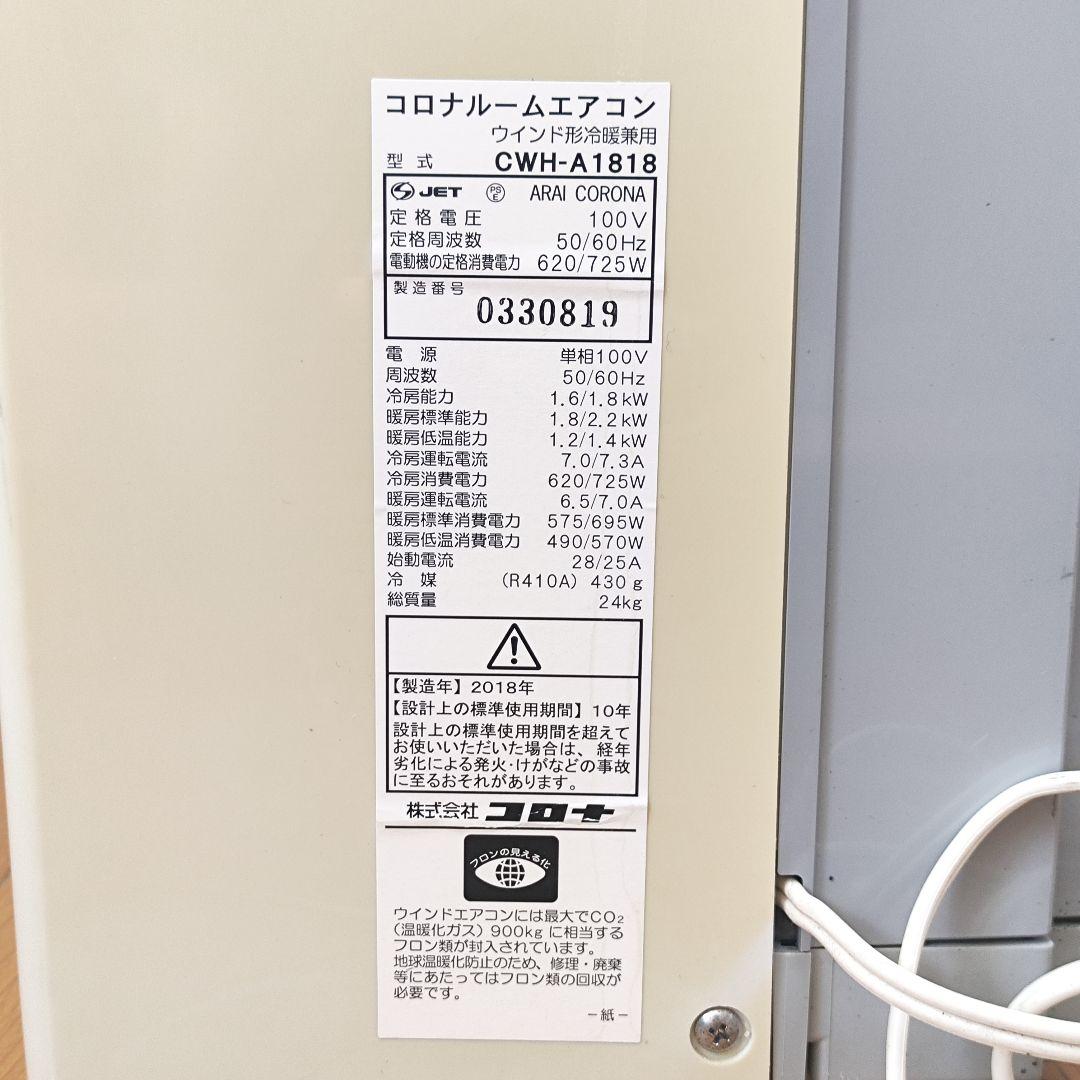 コロナルームエアコン
ウインド形冷暖兼用
型式 CWH-A1818
JET PSE ARAI CORONA
定格電圧 100V
定格周波数 50/60Hz
電動機の定格消費電力 620/725W
製造番号
0330819
電源 単相100V
周波数 50/60Hz
冷房能力 1.6/1.8kW
暖房標準能力 1.8/2.2kW
暖房低温能力 1.2/1.4kW
冷房運転電流 7.0/7.3A
冷房消費電力 620/725W
暖房運転電流 6.5/7.0A
暖房標準消費電力 575/695W
暖房低温消費電力 490/570W
始動電流 28/25A
冷媒 (R410A) 430g
総質量 24kg
【製造年】2018年
【設計上の標準使用期間】10年
設計上の標準使用期間を超えて
お使いいただいた場合は、経年
劣化による発火・けがなどの事故
に至るおそれがあります。
株式会社 コロナ
フロンの見える化
ウインドエアコンには最大でCO₂
(温暖化ガス) 900kgに相当する
フロン類が封入されています。
地球温暖化防止のため、修理・廃棄
等にあたってはフロン類の回収が
必要です。
－紙－